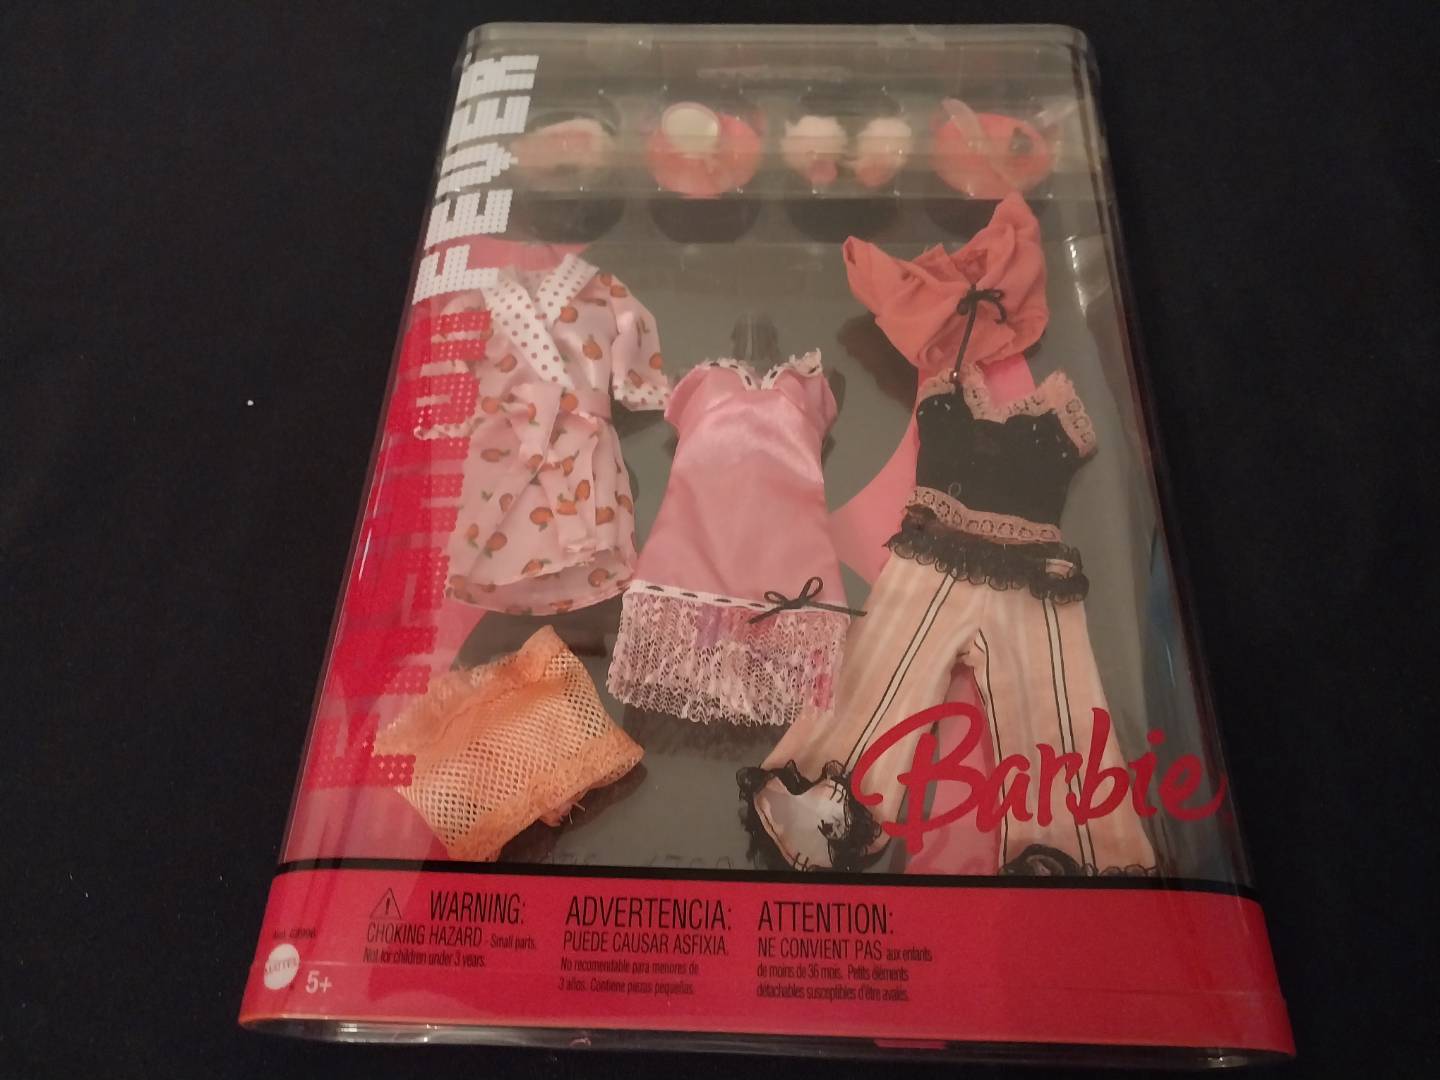 FASHION FEVER
Barbie
WARNING:
CHOKING HAZARD - Small parts.
Not for children under 3 years.
ADVERTENCIA:
PUEDE CAUSAR ASFIXIA.
No recomendable para menores de
3 años. Contiene piezas pequeñas.
ATTENTION:
NE CONVIENT PAS aux enfants
de moins de 36 mois. Petits éléments
détachables susceptibles d'être avalés.
MATTEL
5+